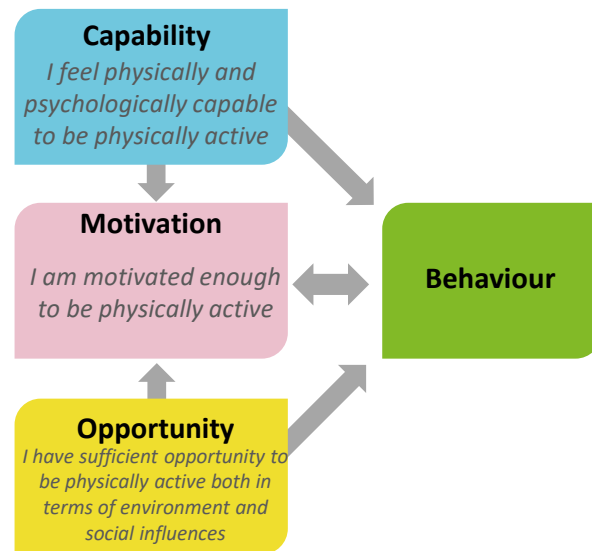 Capability
I feel physically and
psychologically capable
to be physically active
Motivation
I am motivated enough
to be physically active
Behaviour
Opportunity
I have sufficient opportunity to
be physically active both in
terms of environment and
social influences